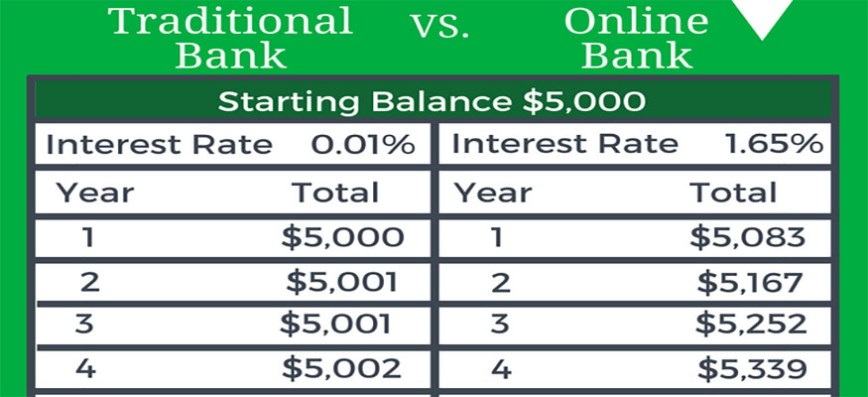 Traditional Bank vs. Online Bank
Starting Balance $5,000
Interest Rate 0.01% Interest Rate 1.65%
Year Total Year Total
1 $5,000 1 $5,083
2 $5,001 2 $5,167
3 $5,001 3 $5,252
4 $5,002 4 $5,339